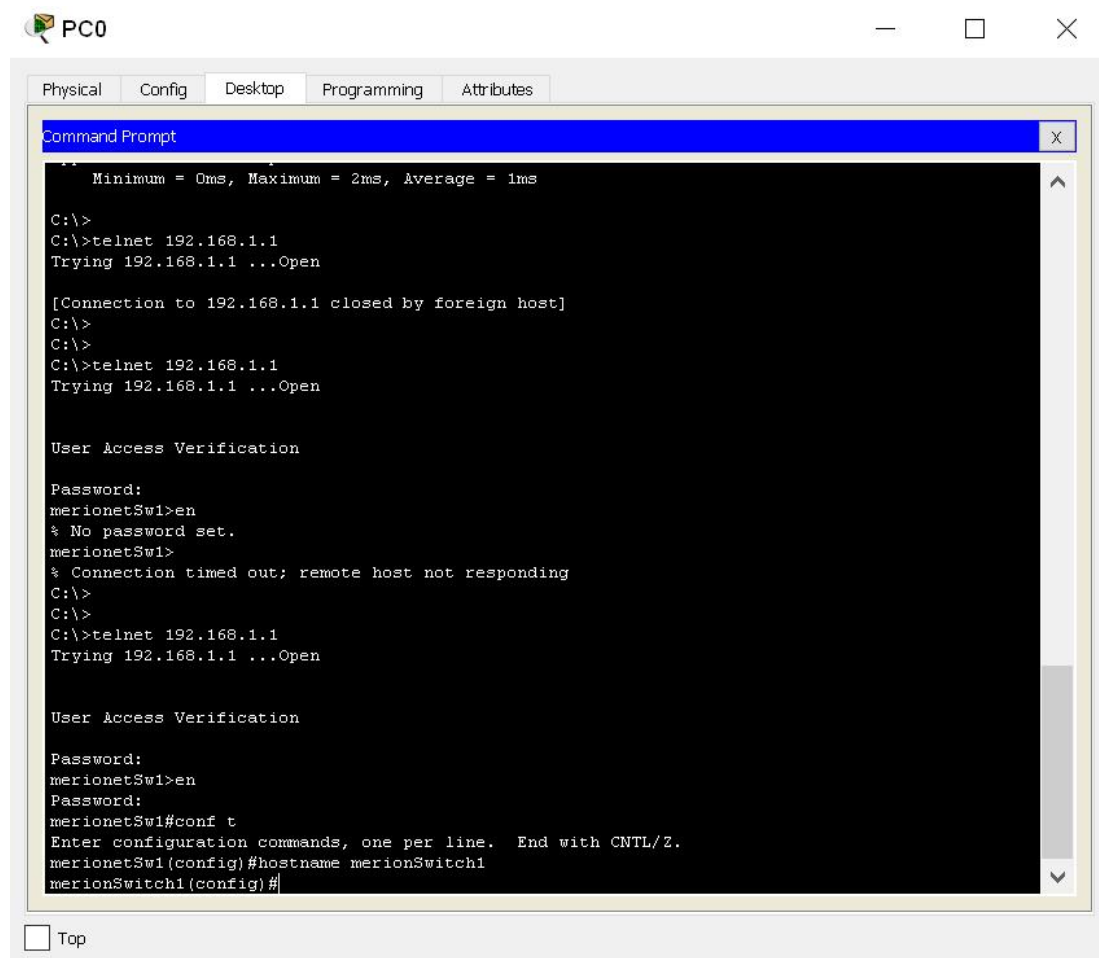 PC0
Physical Config Desktop Programming Attributes
Command Prompt X
Minimum = 0ms, Maximum = 2ms, Average = 1ms
C:\>
C:\>telnet 192.168.1.1
Trying 192.168.1.1 ...Open
[Connection to 192.168.1.1 closed by foreign host]
C:\>
C:\>
C:\>telnet 192.168.1.1
Trying 192.168.1.1 ...Open
User Access Verification
Password:
merionetSw1>en
% No password set.
merionetSw1>
% Connection timed out; remote host not responding
C:\>
C:\>
C:\>telnet 192.168.1.1
Trying 192.168.1.1 ...Open
User Access Verification
Password:
merionetSw1>en
Password:
merionetSw1#conf t
Enter configuration commands, one per line.  End with CNTL/Z.
merionetSw1(config)#hostname merionSwitch1
merionSwitch1(config)#
Top